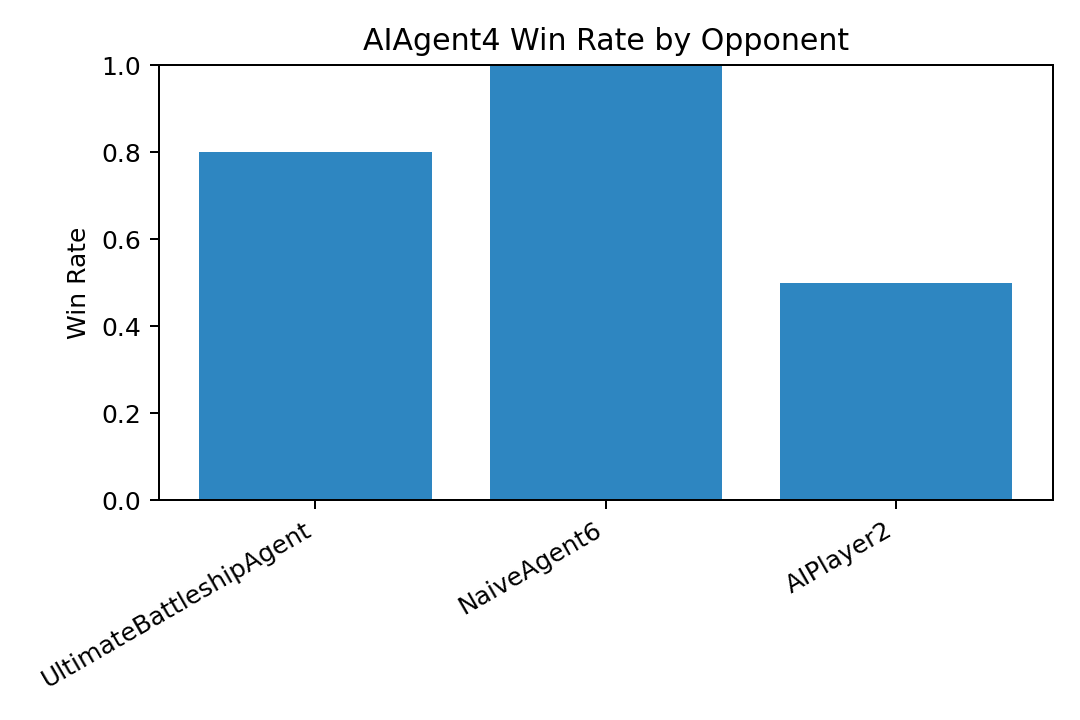 AIAgent4 Win Rate by Opponent
Win Rate
1.0
0.8
0.6
0.4
0.2
0.0
UltimateBattleshipAgent
NaiveAgent6
AIPlayer2